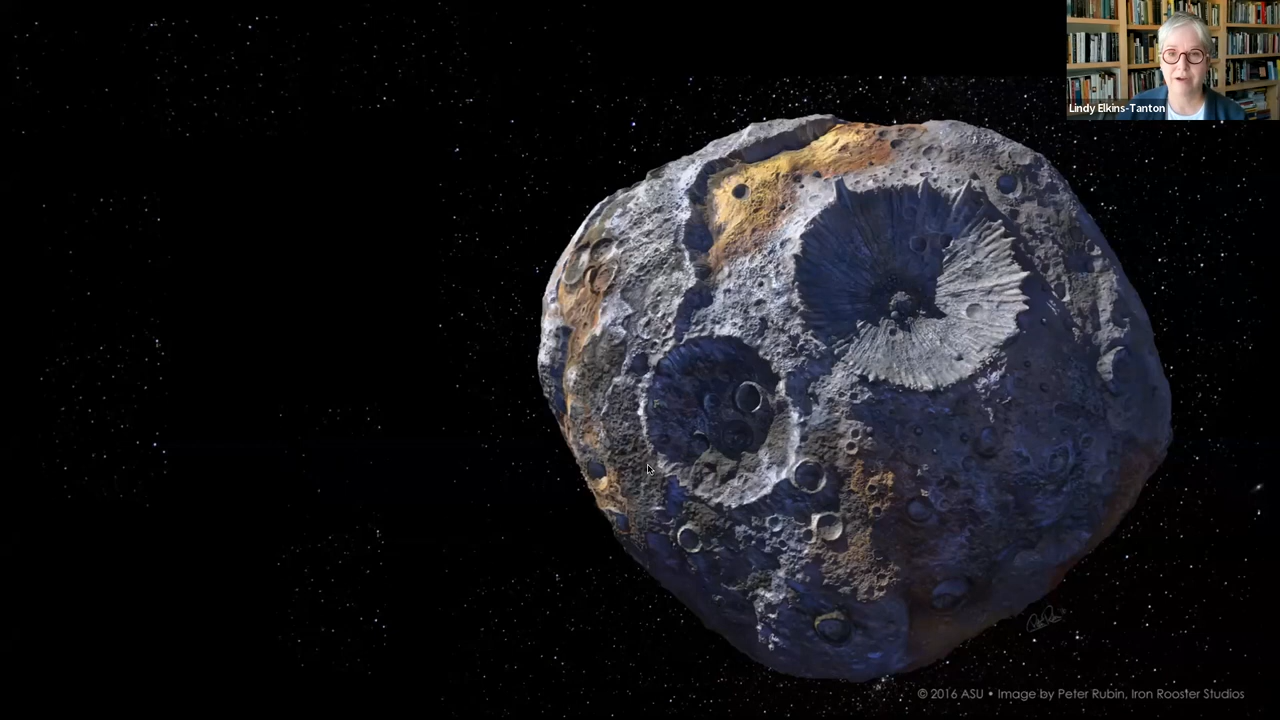 Lindy Elkins-Tanton
© 2016 ASU • Image by Peter Rubin, Iron Rooster Studios